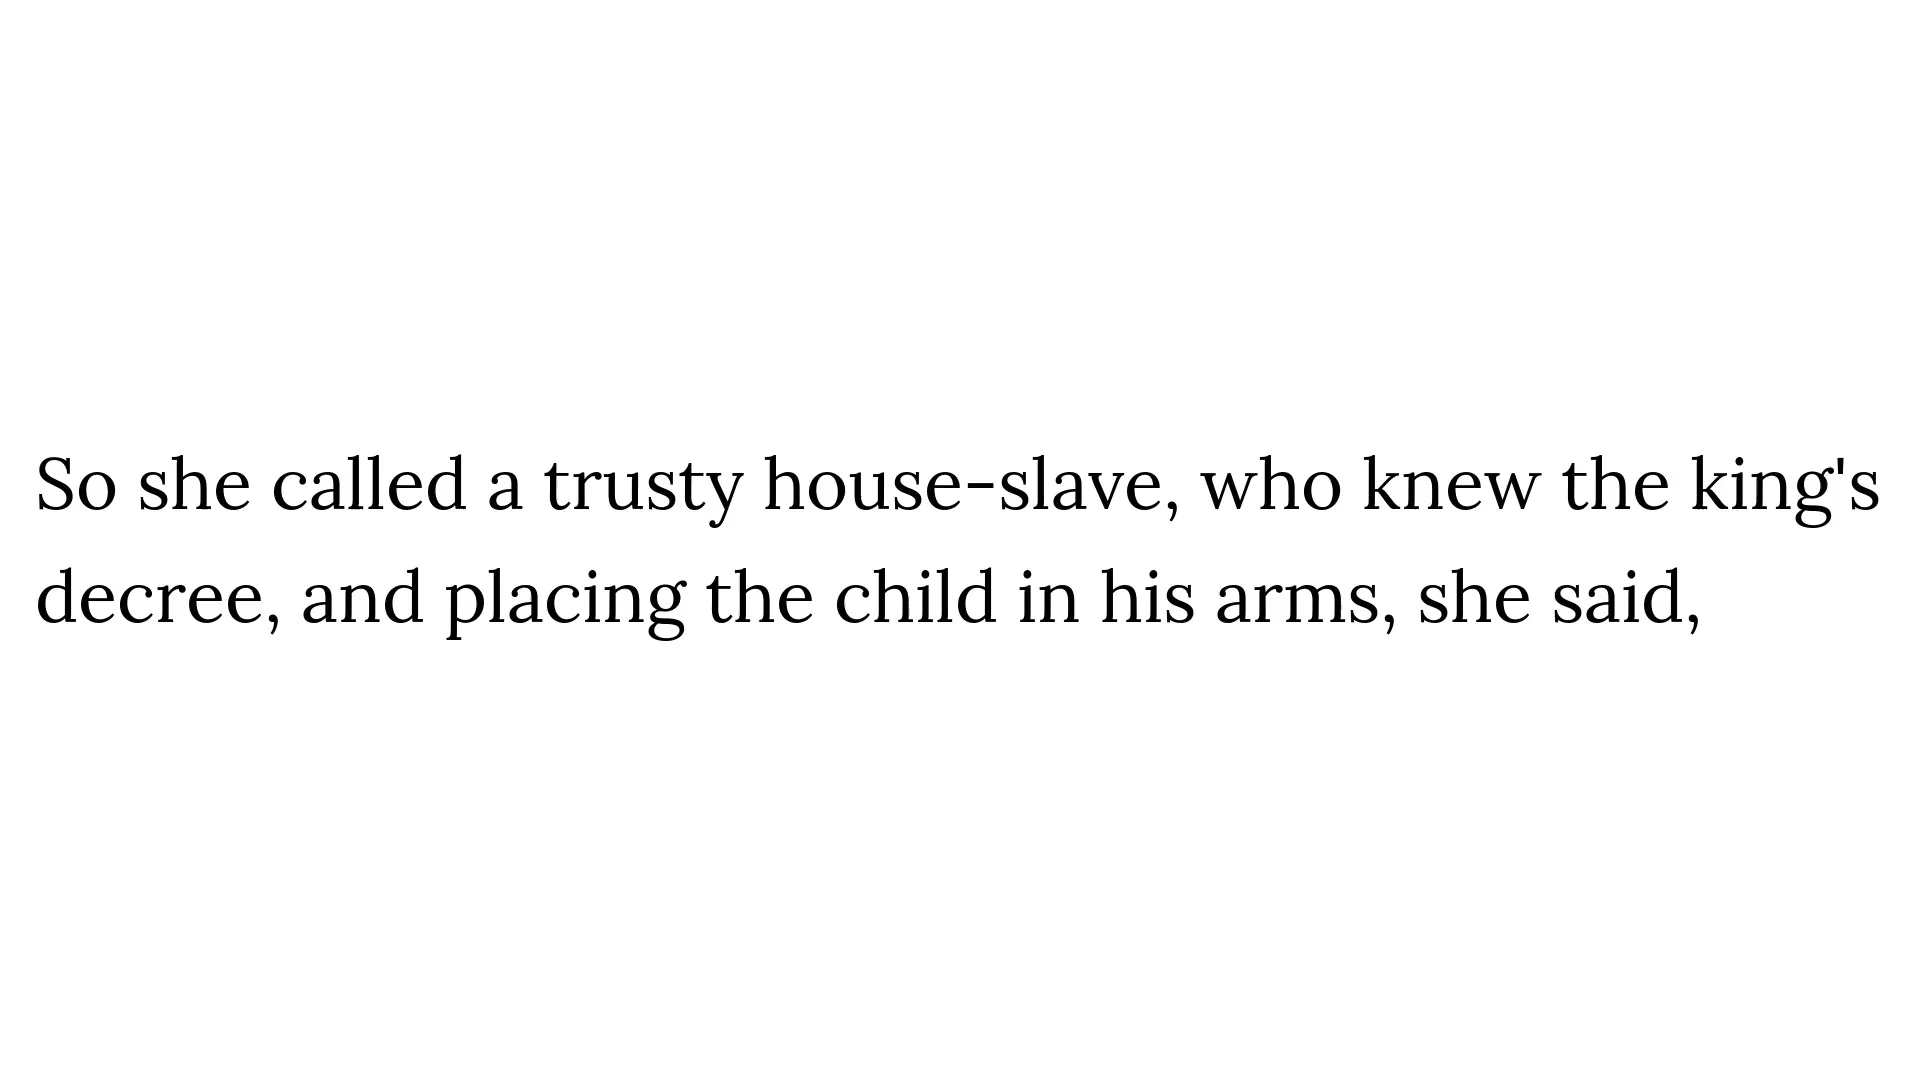 So she called a trusty house-slave, who knew the king's
decree, and placing the child in his arms, she said,